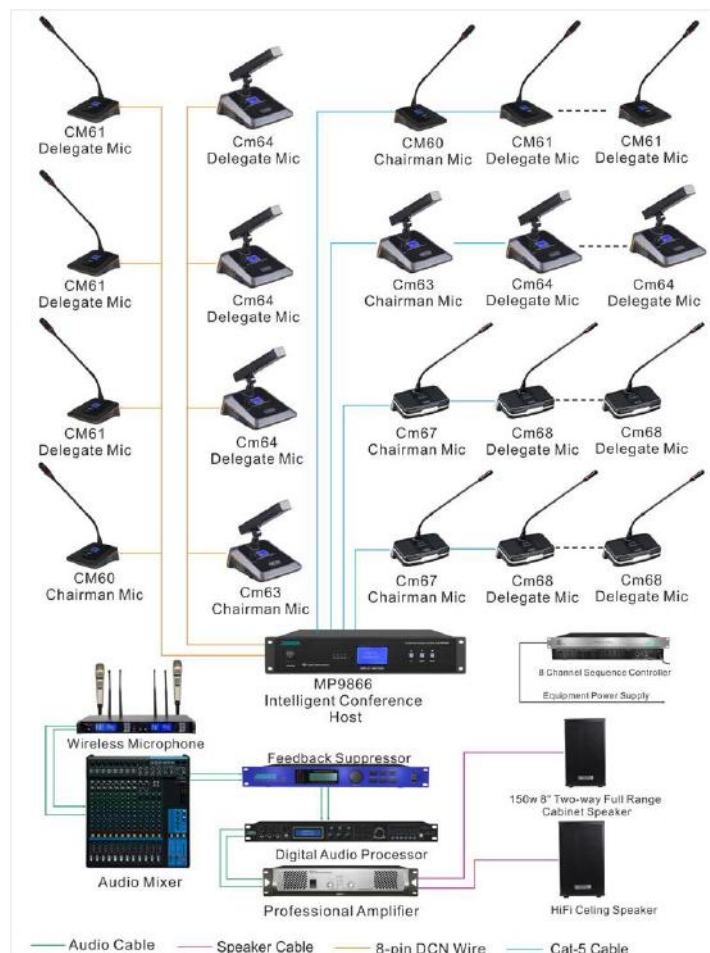 CM61
Delegate Mic
Cm64
Delegate Mic
CM60
Chairman Mic
CM61
Delegate Mic
CM61
Delegate Mic
CM61
Delegate Mic
Cm64
Delegate Mic
Cm63
Chairman Mic
Cm64
Delegate Mic
Cm64
Delegate Mic
CM61
Delegate Mic
Cm64
Delegate Mic
Cm67
Chairman Mic
Cm68
Delegate Mic
Cm68
Delegate Mic
CM60
Chairman Mic
Cm63
Chairman Mic
Cm67
Chairman Mic
Cm68
Delegate Mic
Cm68
Delegate Mic
MP9866
Intelligent Conference
Host
8 Channel Sequence Controller
Equipment Power Supply
Wireless Microphone
Feedback Suppressor
150w 8" Two-way Full Range
Cabinet Speaker
Digital Audio Processor
Audio Mixer
Professional Amplifier
HiFi Celing Speaker
Audio Cable
Speaker Cable
8-pin DCN Wire
Cat-5 Cable